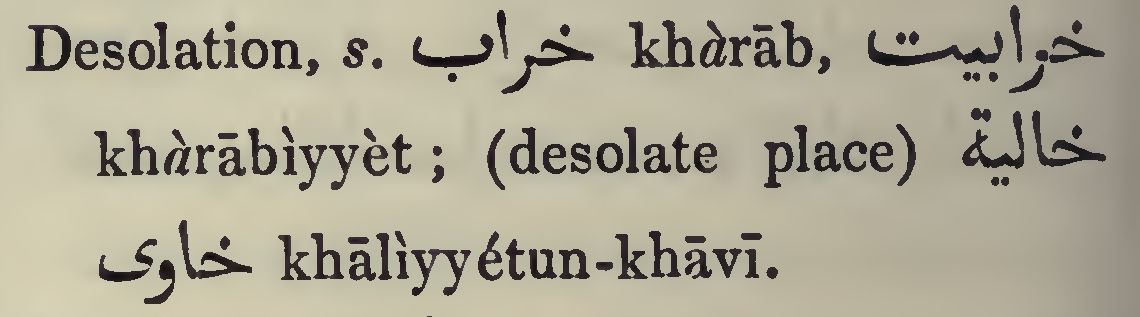 Desolation, s. خراب khàrāb, خرابيت
khàrābìyyèt ; (desolate place) خالية
خاوى khālìyyétun-khāvī.